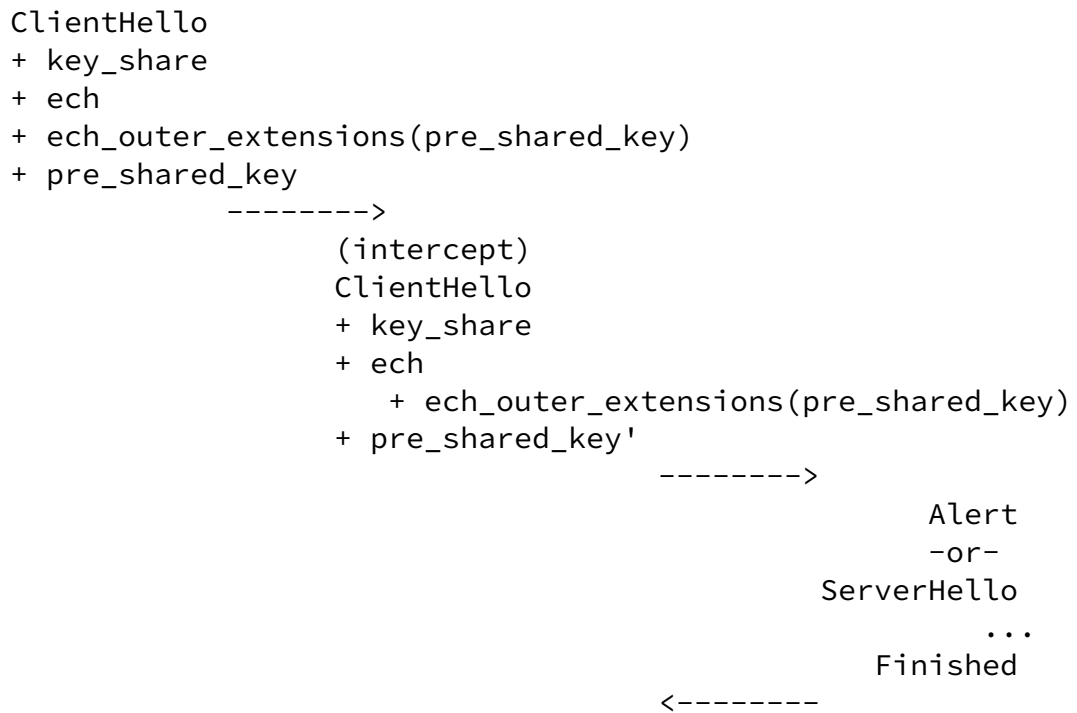 ClientHello
+ key_share
+ ech
+ ech_outer_extensions(pre_shared_key)
+ pre_shared_key
-------->
(intercept)
ClientHello
+ key_share
+ ech
+ ech_outer_extensions(pre_shared_key)
+ pre_shared_key'
-------->
Alert
-or-
ServerHello
...
Finished
<--------